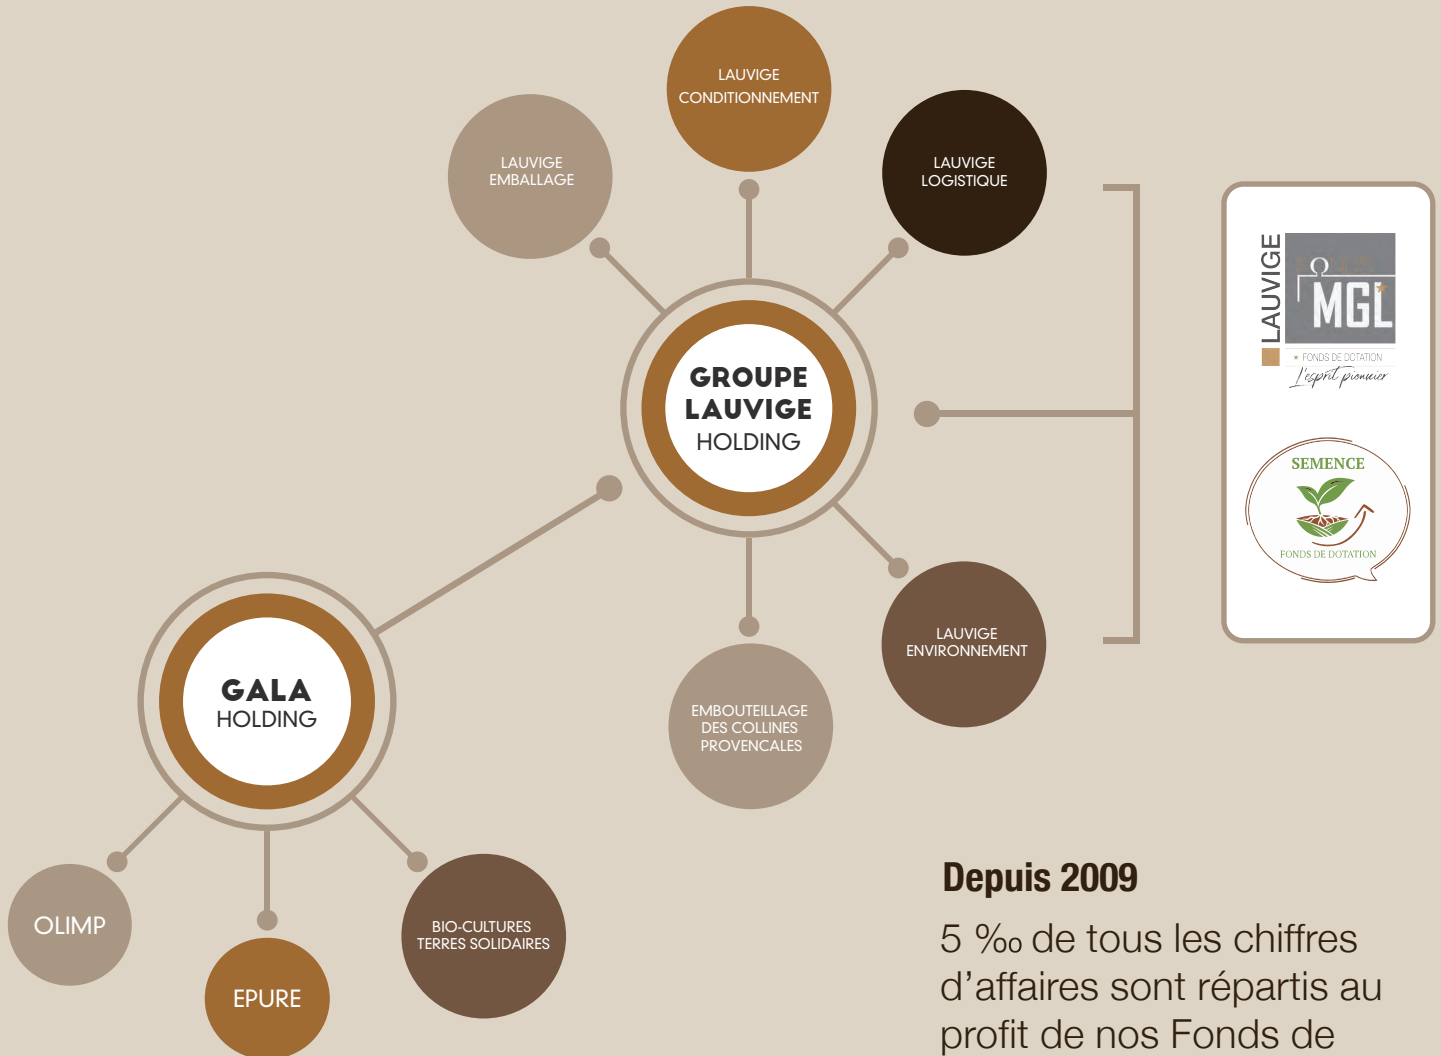 LAUVIGE
CONDITIONNEMENT
LAUVIGE
EMBALLAGE
LAUVIGE
LOGISTIQUE
GROUPE
LAUVIGE
HOLDING
LAUVIGE
FONDS
MGL
★ FONDS DE DOTATION
L'esprit pionnier
SEMENCE
FONDS DE DOTATION
LAUVIGE
ENVIRONNEMENT
EMBOUTEILLAGE
DES COLLINES
PROVENCALES
GALA
HOLDING
OLIMP
EPURE
BIO-CULTURES
TERRES SOLIDAIRES
Depuis 2009
5 ‰ de tous les chiffres
d’affaires sont répartis au
profit de nos Fonds de